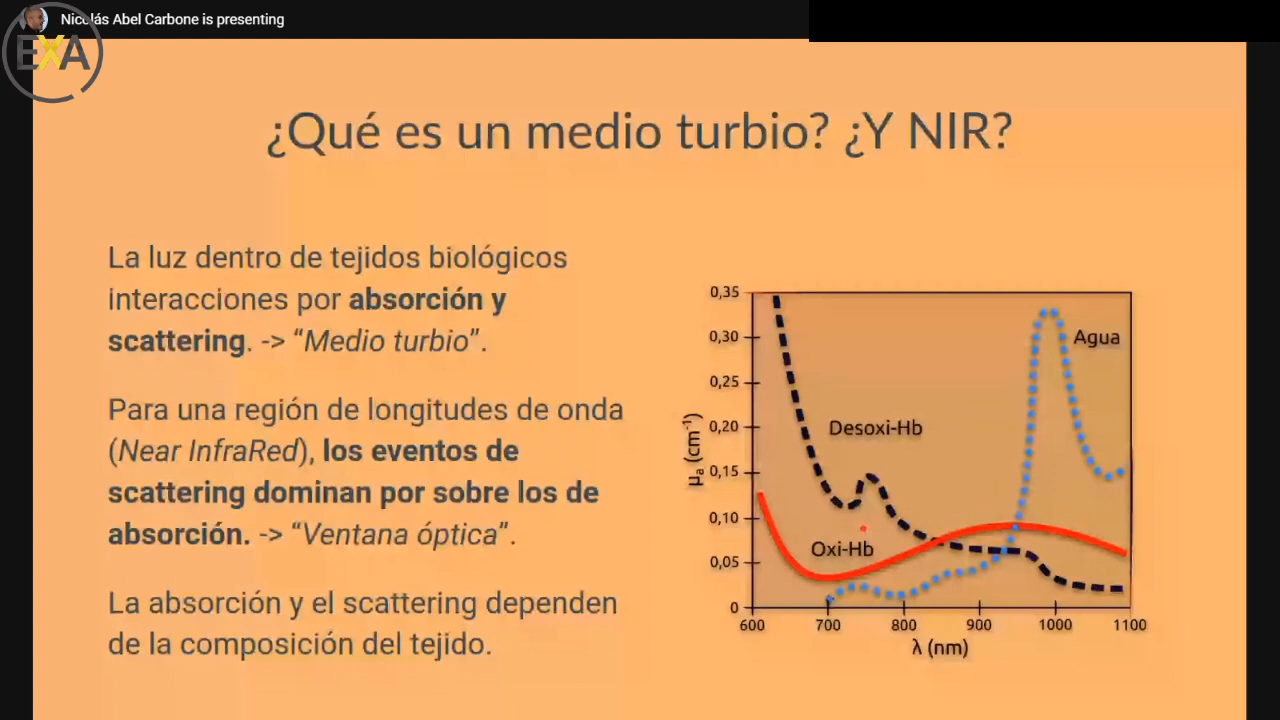 Nicolás Abel Carbone is presenting
EXA
¿Qué es un medio turbio? ¿Y NIR?
La luz dentro de tejidos biológicos
interacciones por absorción y
scattering. -> “Medio turbio”.
Para una región de longitudes de onda
(Near InfraRed), los eventos de
scattering dominan por sobre los de
absorción. -> “Ventana óptica”.
La absorción y el scattering dependen
de la composición del tejido.
0,35
0,30
0,25
0,20
0,15
0,10
0,05
0
μa (cm-1)
Agua
Desoxi-Hb
Oxi-Hb
600 700 800 900 1000 1100
λ (nm)